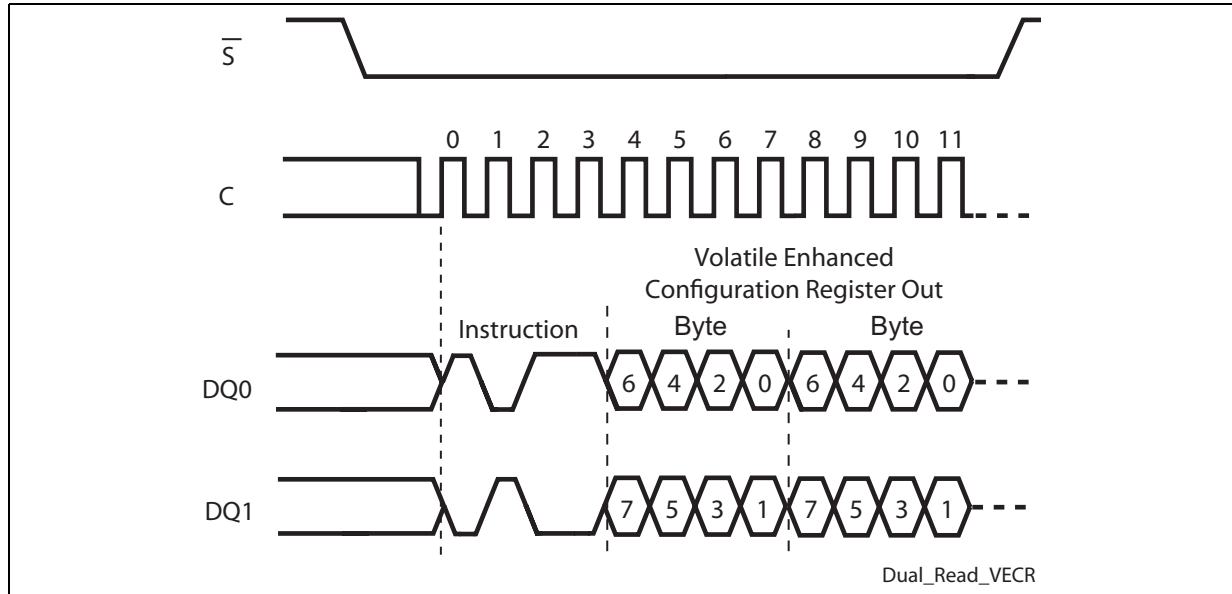 S
0 1 2 3 4 5 6 7 8 9 10 11
C
Volatile Enhanced
Configuration Register Out
Instruction Byte Byte
DQ0 6 4 2 0 6 4 2 0
DQ1 7 5 3 1 7 5 3 1
Dual_Read_VECR